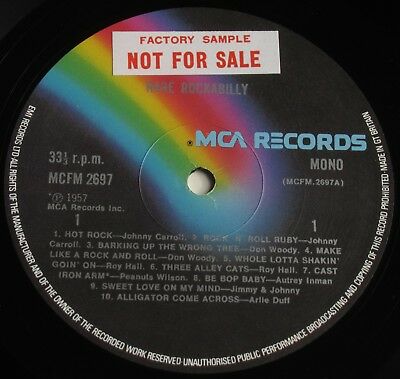 FACTORY SAMPLE
NOT FOR SALE
RARE ROCKABILLY
MCA RECORDS
33⅓ r.p.m.
MONO
MCFM 2697
(MCFM.2697A)
℗ 1957
MCA Records Inc.
1
1
1. HOT ROCK—Johnny Carroll. 2. ROCK 'N' ROLL RUBY—Johnny
Carroll. 3. BARKING UP THE WRONG TREE—Don Woody. 4. MAKE
LIKE A ROCK AND ROLL—Don Woody. 5. WHOLE LOTTA SHAKIN'
GOIN' ON—Roy Hall. 6. THREE ALLEY CATS—Roy Hall. 7. CAST
IRON ARM*—Peanuts Wilson. 8. BE BOP BABY—Autrey Inman
9. SWEET LOVE ON MY MIND—Jimmy & Johnny
10. ALLIGATOR COME ACROSS—Arlie Duff
EMI RECORDS LTD ALL RIGHTS OF THE MANUFACTURER AND OF THE OWNER OF THE RECORDED WORK RESERVED UNAUTHORISED PUBLIC PERFORMANCE BROADCASTING AND COPYING OF THIS RECORD PROHIBITED·MADE IN GT BRITAIN